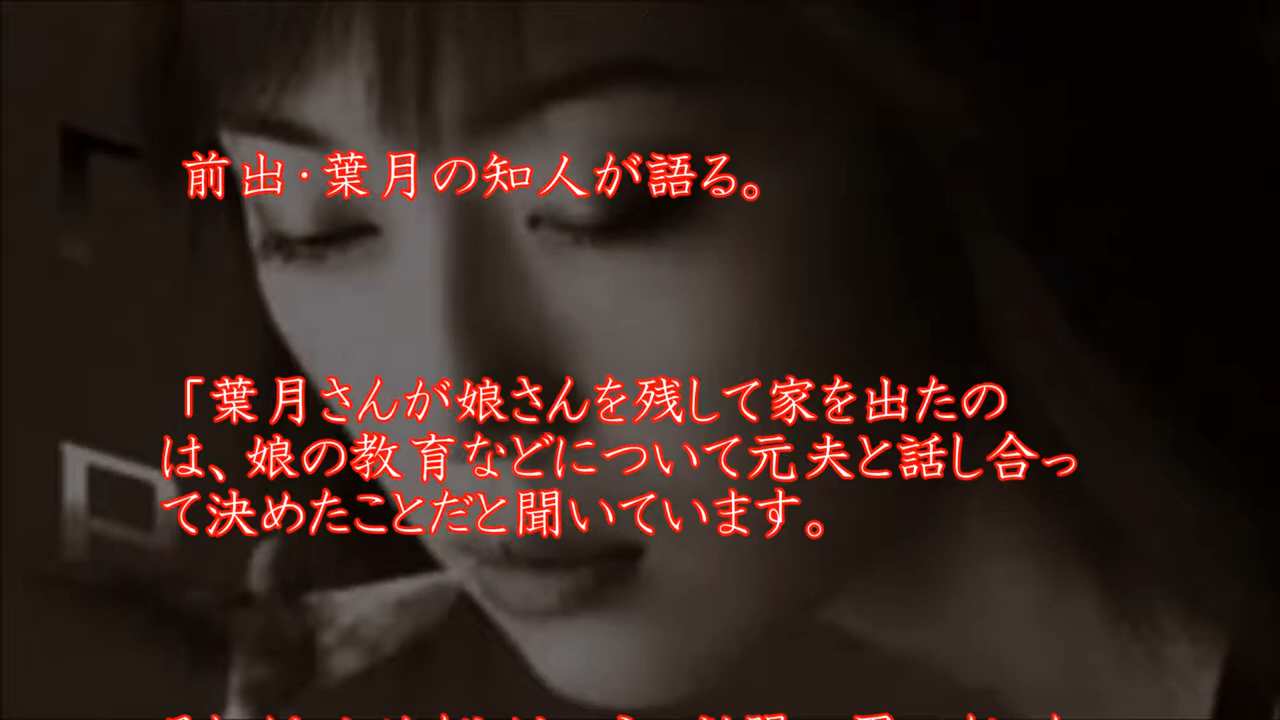 前出・葉月の知人が語る。
「葉月さんが娘さんを残して家を出たの
は、娘の教育などについて元夫と話し合っ
て決めたことだと聞いています。